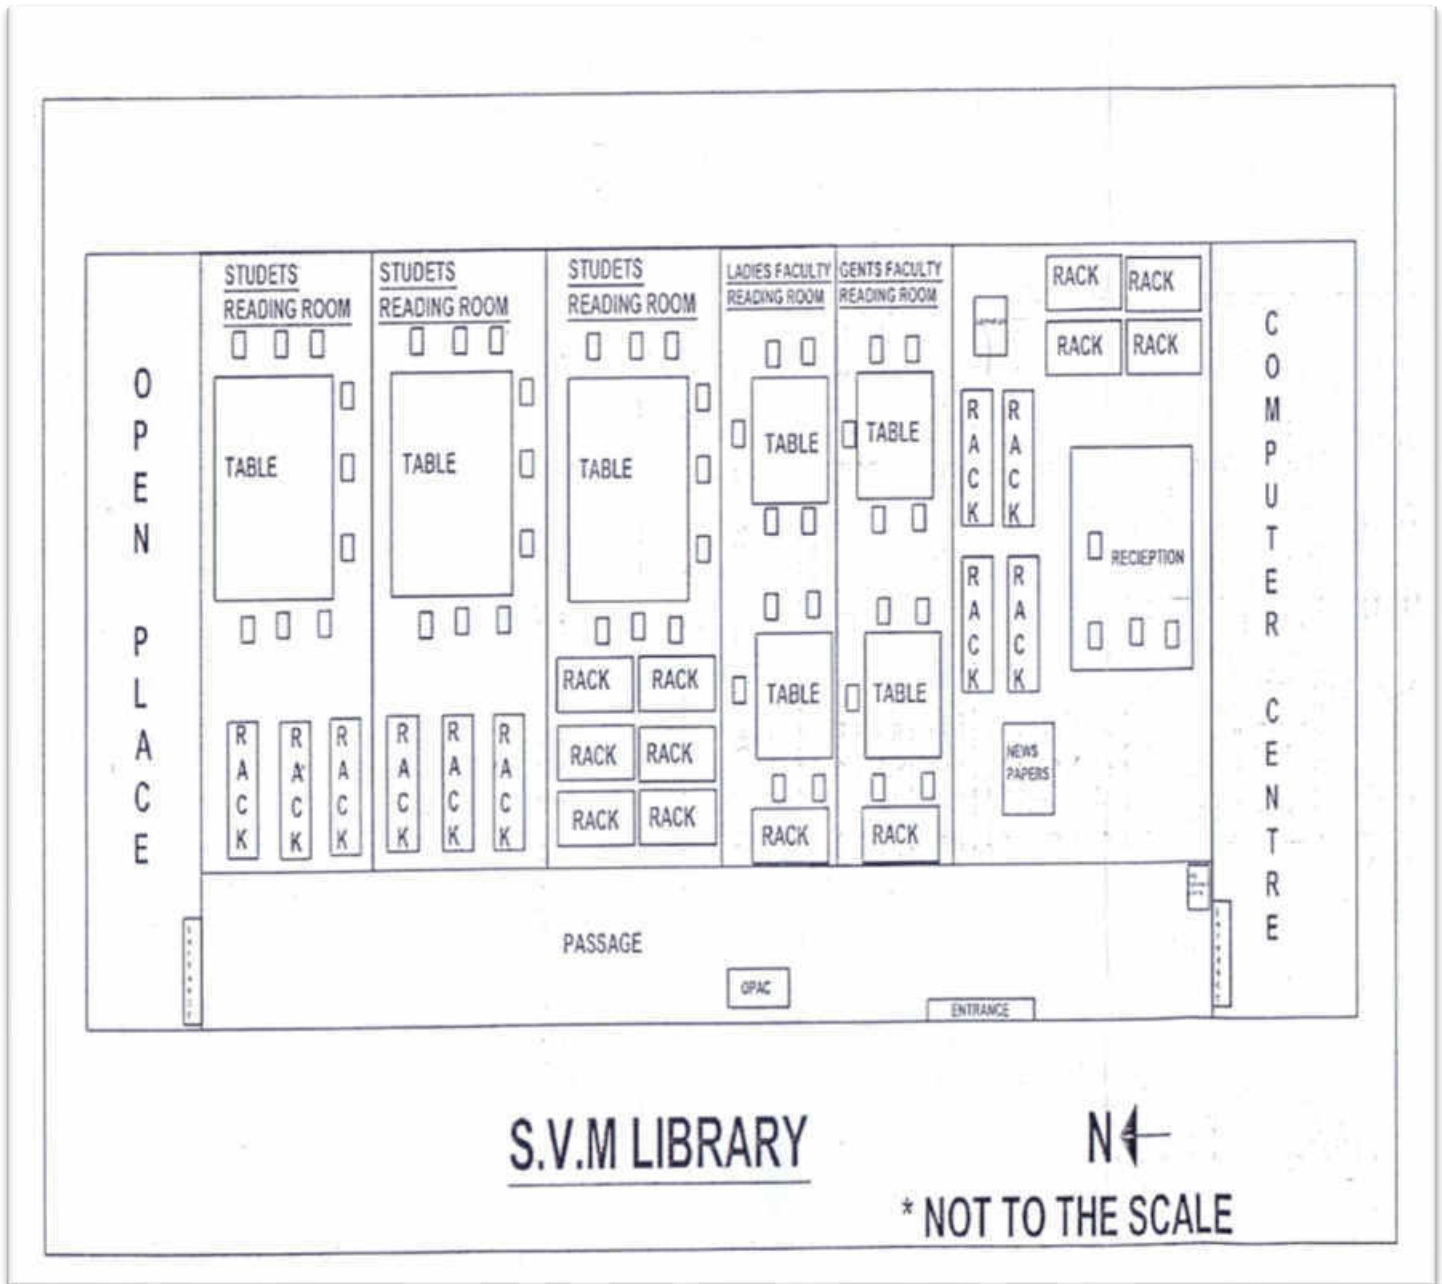 OPEN PLACE
STUDETS
READING ROOM
TABLE
RACK
RACK
RACK
STUDETS
READING ROOM
TABLE
RACK
RACK
RACK
STUDETS
READING ROOM
TABLE
RACK RACK
RACK RACK
RACK RACK
LADIES FACULTY
READING ROOM
TABLE
TABLE
RACK
GENTS FACULTY
READING ROOM
TABLE
TABLE
RACK
RACK RACK
RACK RACK
RACK
RACK
RACK
RACK
RECIEPTION
NEWS
PAPERS
COMPUTER CENTRE
PASSAGE
OPAC
ENTRANCE
S.V.M LIBRARY
N
* NOT TO THE SCALE